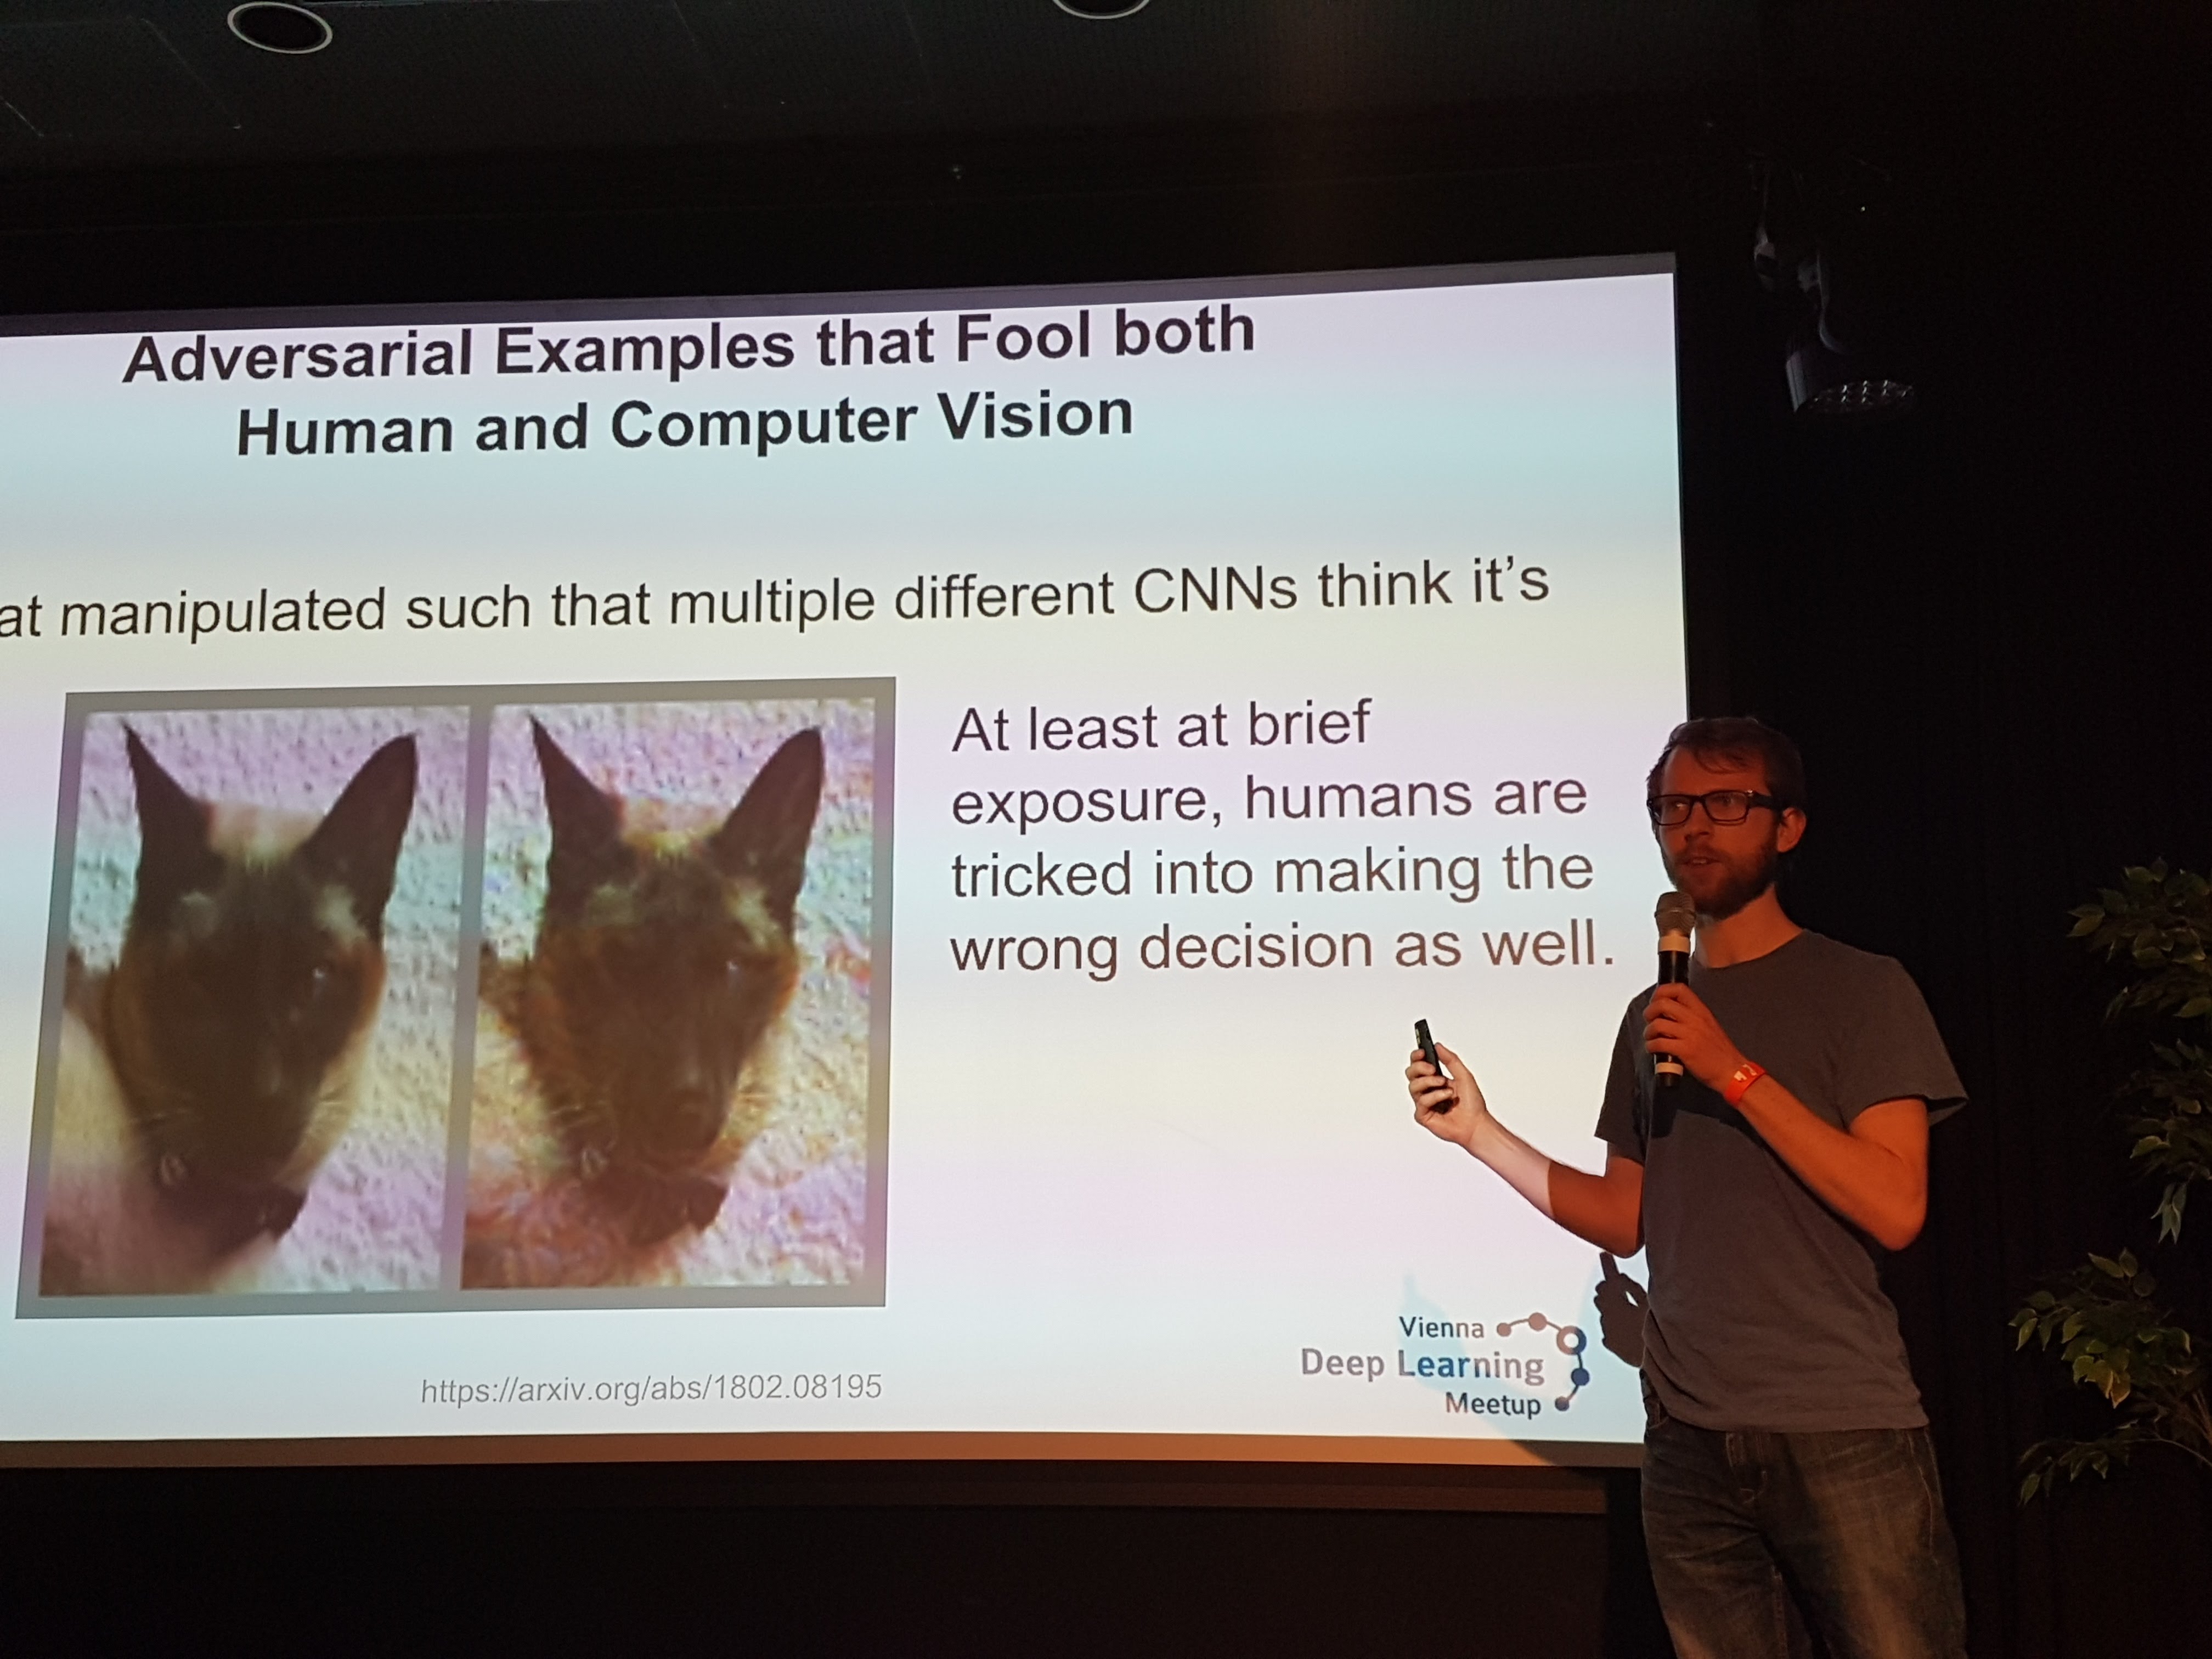 Adversarial Examples that Fool both
Human and Computer Vision
at manipulated such that multiple different CNNs think it's
At least at brief
exposure, humans are
tricked into making the
wrong decision as well.
https://arxiv.org/abs/1802.08195
Vienna
Deep Learning
Meetup